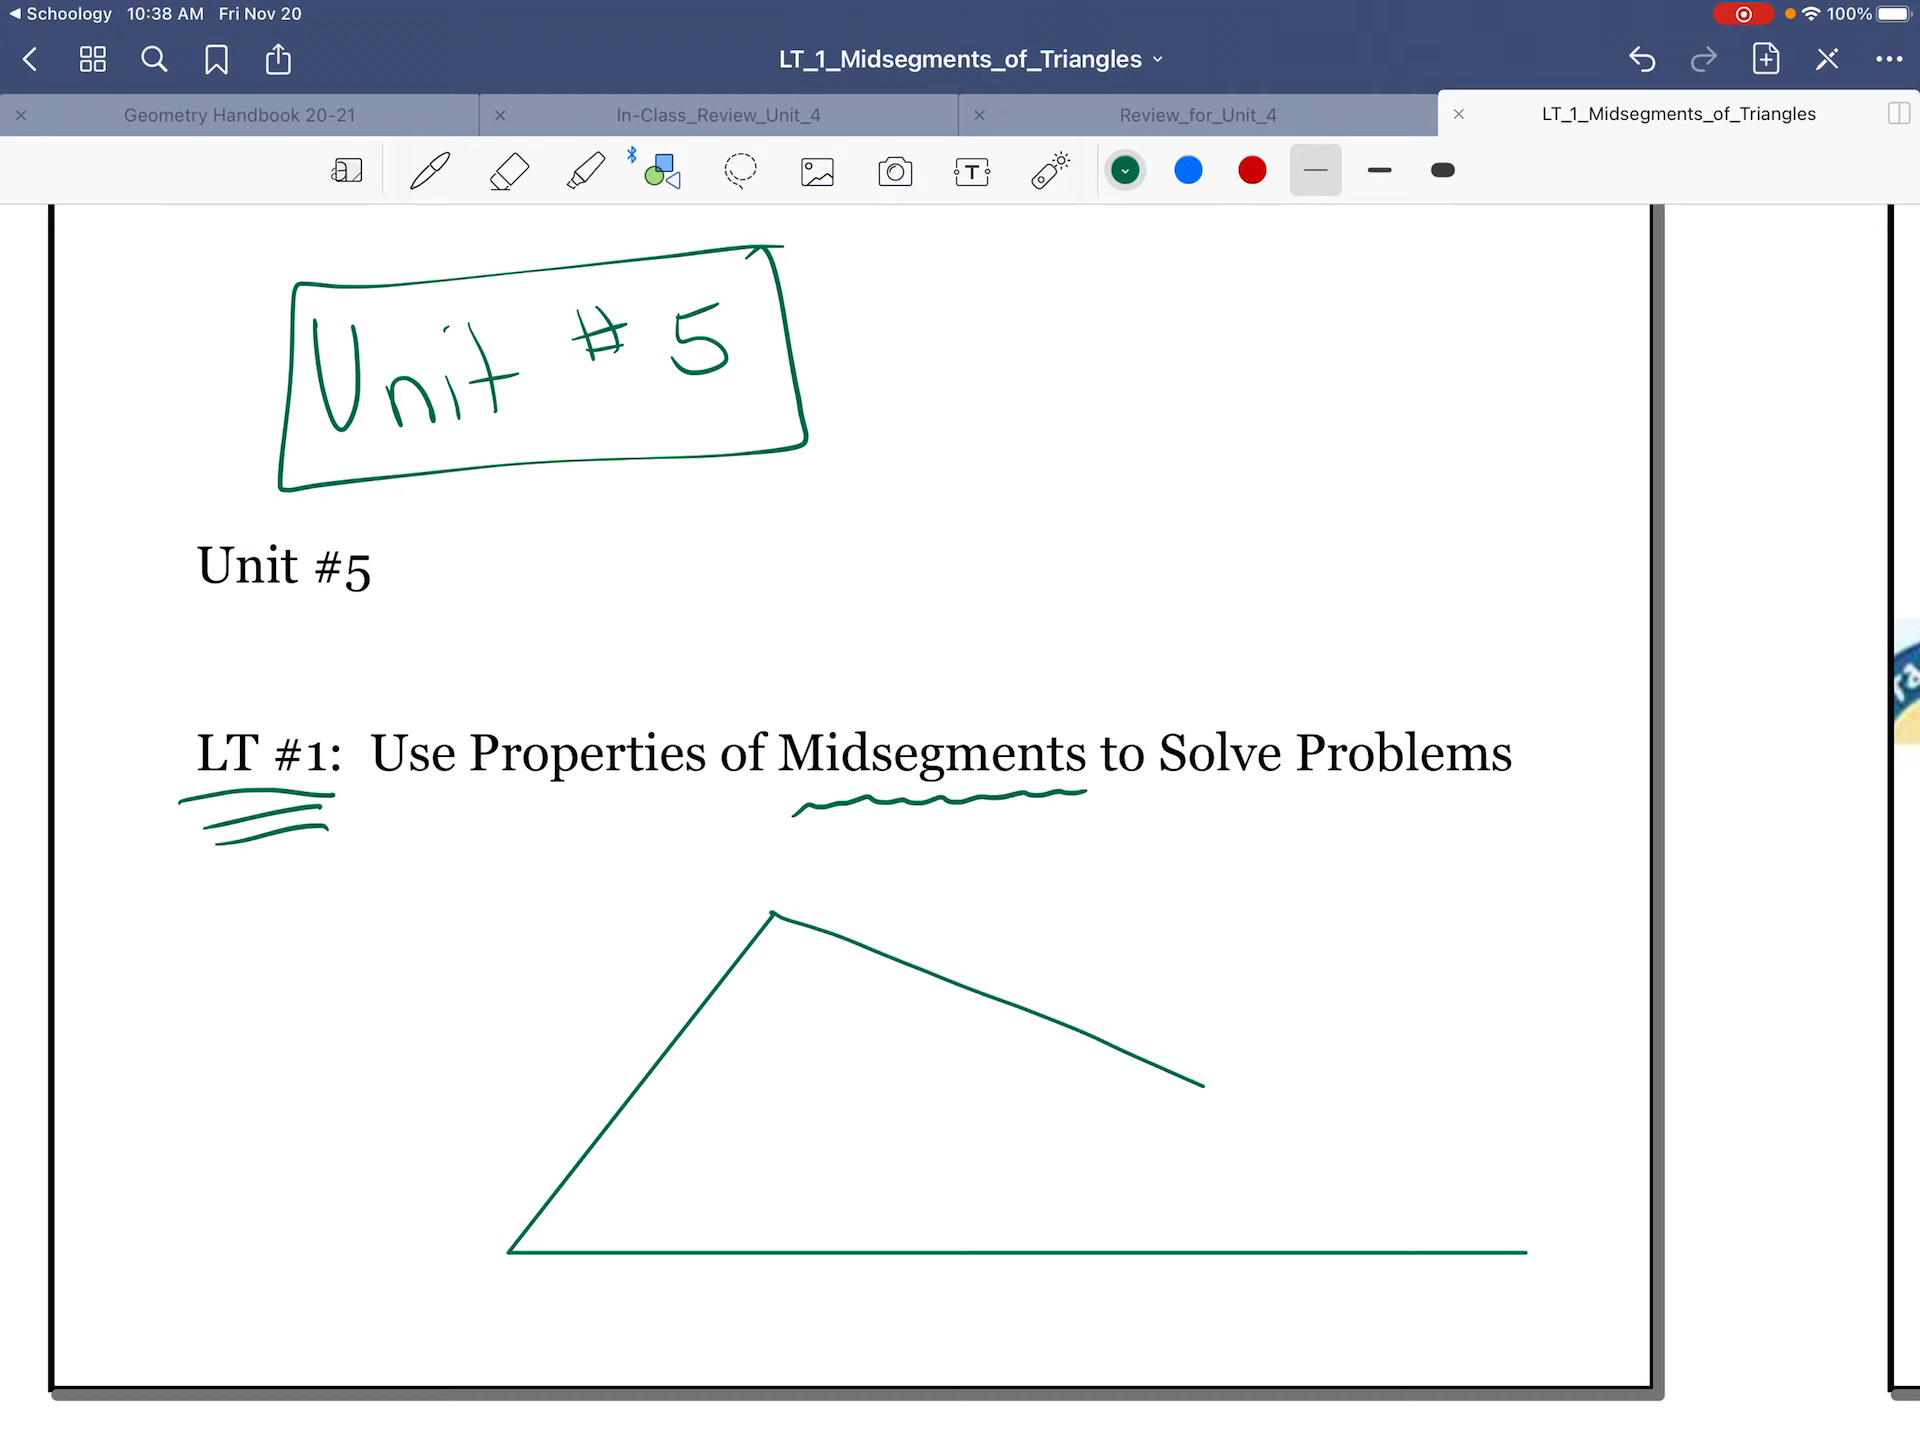 Schoology 10:38 AM Fri Nov 20 100%
LT_1_Midsegments_of_Triangles
Geometry Handbook 20-21 In-Class_Review_Unit_4 Review_for_Unit_4 LT_1_Midsegments_of_Triangles
Unit # 5
Unit #5
LT #1: Use Properties of Midsegments to Solve Problems